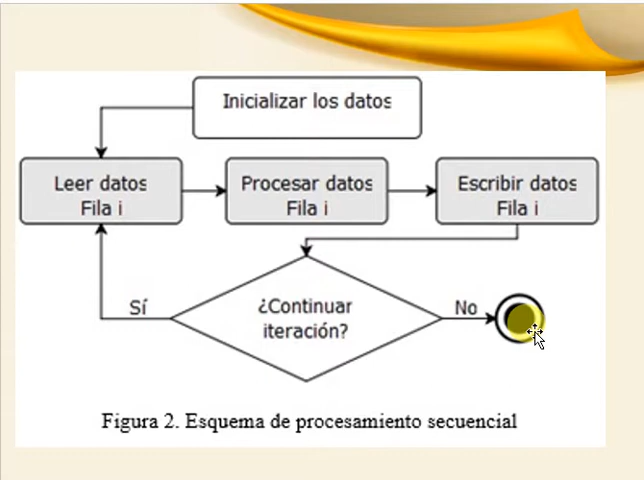 Inicializar los datos
Leer datos
Fila i
Procesar datos
Fila i
Escribir datos
Fila i
¿Continuar
iteración?
Sí
No
Figura 2. Esquema de procesamiento secuencial